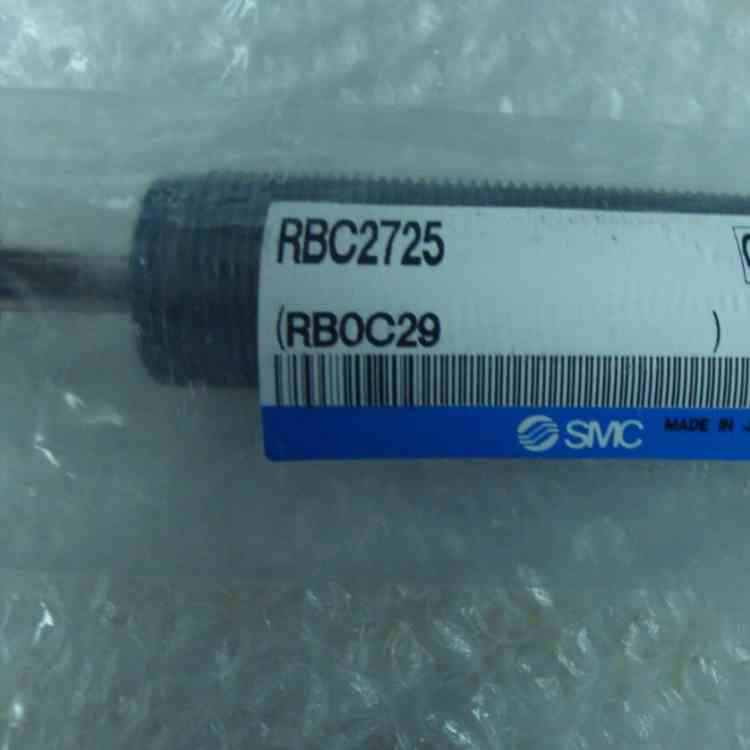 RBC2725
(RB0C29 )
SMC MADE IN